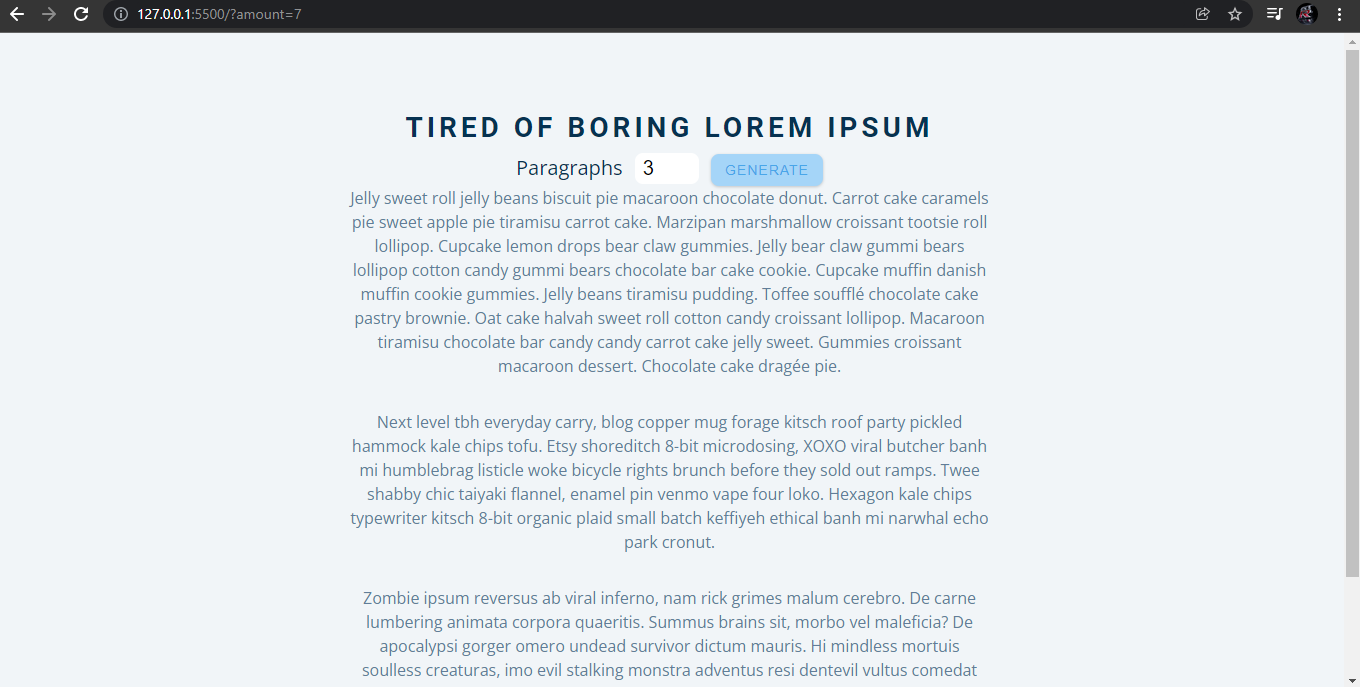 127.0.0.1:5500/?amount=7
TIRED OF BORING LOREM IPSUM
Paragraphs 3 GENERATE
Jelly sweet roll jelly beans biscuit pie macaroon chocolate donut. Carrot cake caramels
pie sweet apple pie tiramisu carrot cake. Marzipan marshmallow croissant tootsie roll
lollipop. Cupcake lemon drops bear claw gummies. Jelly bear claw gummi bears
lollipop cotton candy gummi bears chocolate bar cake cookie. Cupcake muffin danish
muffin cookie gummies. Jelly beans tiramisu pudding. Toffee soufflé chocolate cake
pastry brownie. Oat cake halvah sweet roll cotton candy croissant lollipop. Macaroon
tiramisu chocolate bar candy candy carrot cake jelly sweet. Gummies croissant
macaroon dessert. Chocolate cake dragée pie.
Next level tbh everyday carry, blog copper mug forage kitsch roof party pickled
hammock kale chips tofu. Etsy shoreditch 8-bit microdosing, XOXO viral butcher banh
mi humblebrag listicle woke bicycle rights brunch before they sold out ramps. Twee
shabby chic taiyaki flannel, enamel pin venmo vape four loko. Hexagon kale chips
typewriter kitsch 8-bit organic plaid small batch keffiyeh ethical banh mi narwhal echo
park cronut.
Zombie ipsum reversus ab viral inferno, nam rick grimes malum cerebro. De carne
lumbering animata corpora quaeritis. Summus brains sit, morbo vel maleficia? De
apocalypsi gorger omero undead survivor dictum mauris. Hi mindless mortuis
soulless creaturas, imo evil stalking monstra adventus resi dentevil vultus comedat